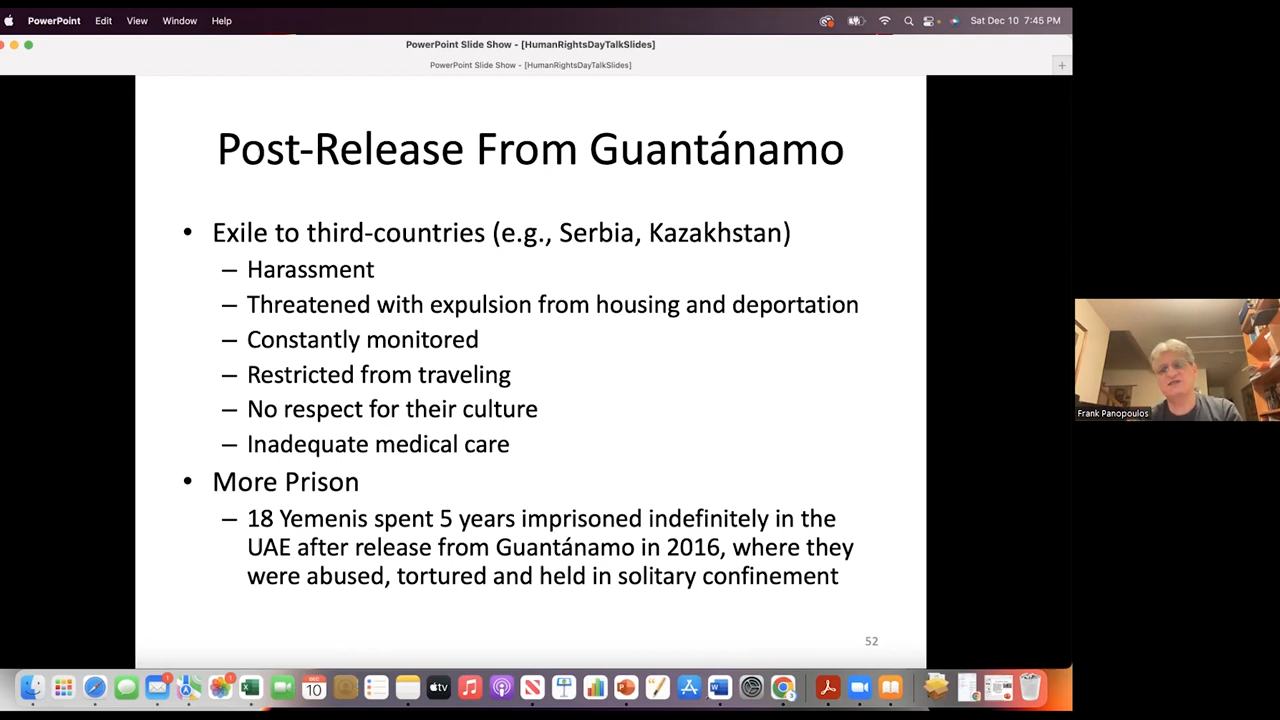 PowerPoint Edit View Window Help Sat Dec 10 7:45 PM
PowerPoint Slide Show - [HumanRightsDayTalkSlides]
PowerPoint Slide Show - [HumanRightsDayTalkSlides]
Post-Release From Guantánamo
• Exile to third-countries (e.g., Serbia, Kazakhstan)
– Harassment
– Threatened with expulsion from housing and deportation
– Constantly monitored
– Restricted from traveling
– No respect for their culture
Frank Panopoulos
– Inadequate medical care
• More Prison
– 18 Yemenis spent 5 years imprisoned indefinitely in the
UAE after release from Guantánamo in 2016, where they
were abused, tortured and held in solitary confinement
52
DEC
10
tv